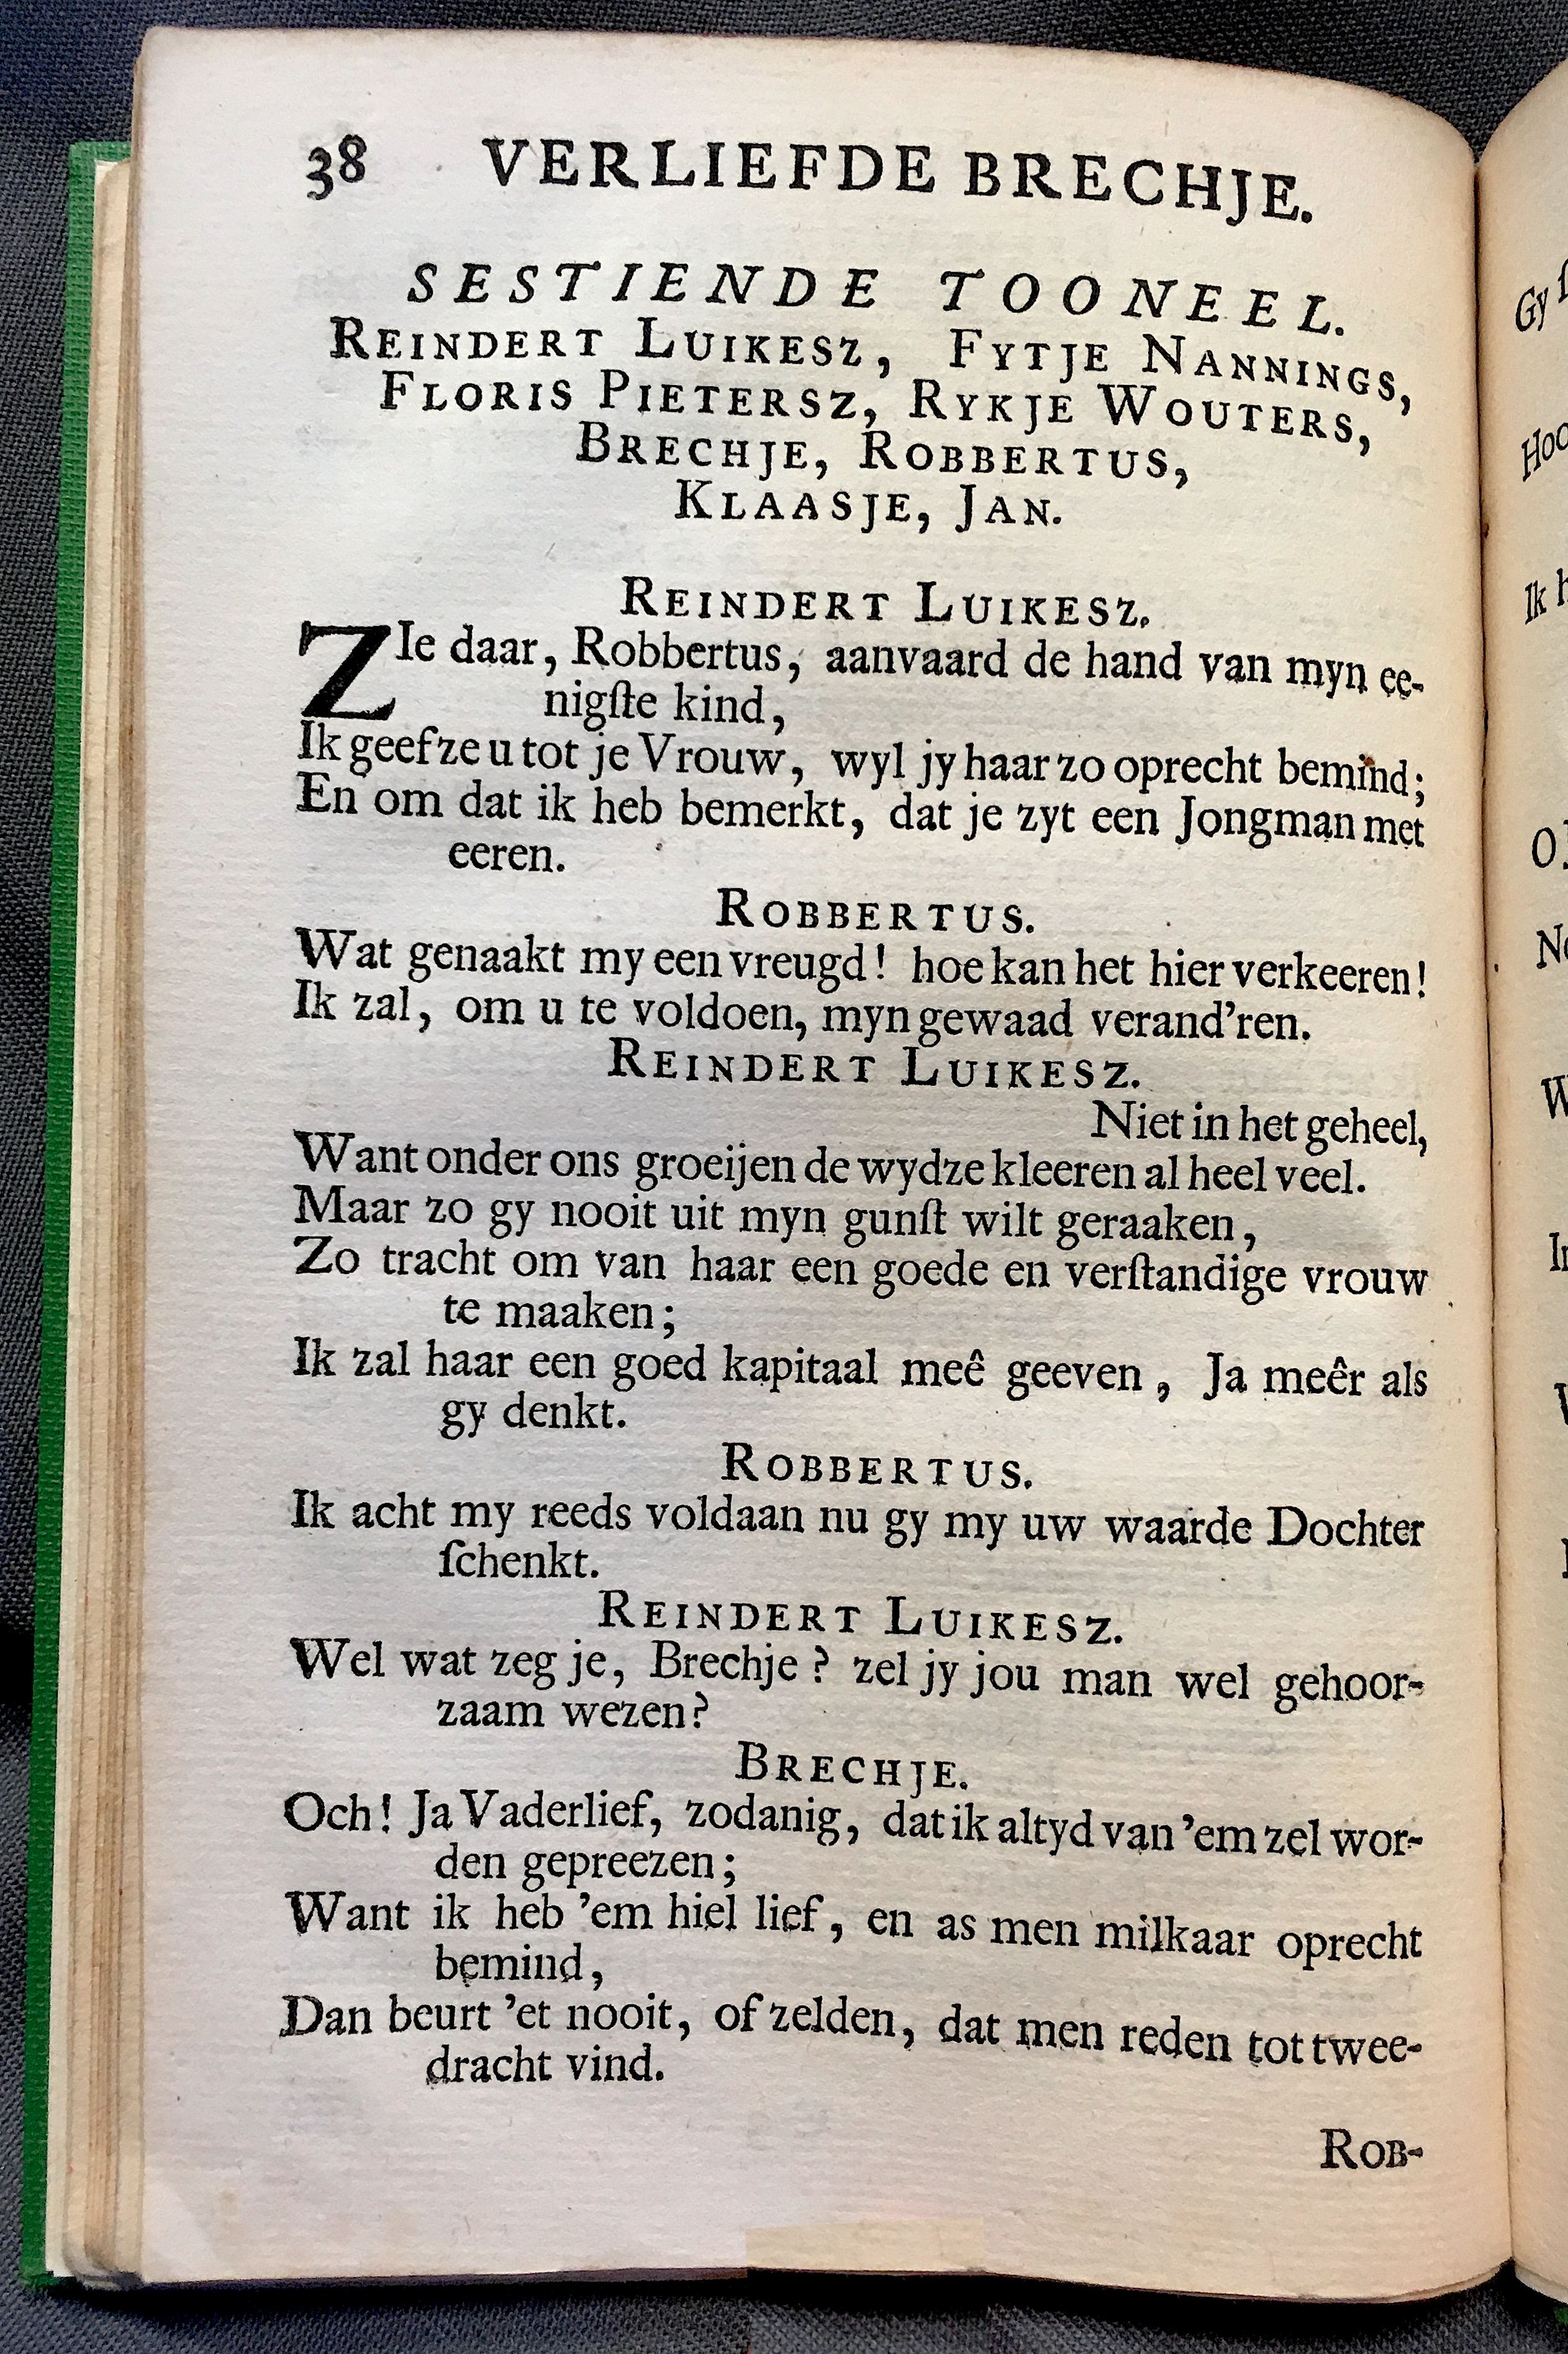 38 VERLIEFDE BRECHJE.
SESTIENDE TOONEEL.
REINDERT LUIKESZ, FYTJE NANNINGS,
FLORIS PIETERSZ, RYKJE WOUTERS,
BRECHJE, ROBBERTUS,
KLAASJE, JAN.
REINDERT LUIKESZ.
ZIe daar, Robbertus, aanvaard de hand van myn ee-
nigſte kind,
Ik geef ze u tot je Vrouw, wyl jy haar zo oprecht bemind;
En om dat ik heb bemerkt, dat je zyt een Jongman met
eeren.
ROBBERTUS.
Wat genaakt my een vreugd! hoe kan het hier verkeeren!
Ik zal, om u te voldoen, myn gewaad verand'ren.
REINDERT LUIKESZ.
Niet in het geheel,
Want onder ons groeijen de wydze kleeren al heel veel.
Maar zo gy nooit uit myn gunſt wilt geraaken,
Zo tracht om van haar een goede en verſtandige vrouw
te maaken;
Ik zal haar een goed kapitaal meê geeven, Ja meêr als
gy denkt.
ROBBERTUS.
Ik acht my reeds voldaan nu gy my uw waarde Dochter
ſchenkt.
REINDERT LUIKESZ.
Wel wat zeg je, Brechje? zel jy jou man wel gehoor-
zaam wezen?
BRECHJE.
Och! Ja Vaderlief, zodanig, dat ik altyd van 'em zel wor-
den gepreezen;
Want ik heb 'em hiel lief, en as men milkaar oprecht
bemind,
Dan beurt 'et nooit, of zelden, dat men reden tot twee-
dracht vind.
ROB-
Gy
Ik